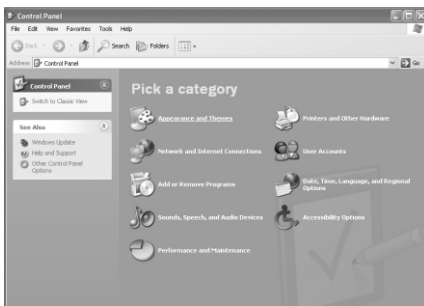 Control Panel
File Edit View Favorites Tools Help
Back Search Folders
Address Control Panel Go
Control Panel
Switch to Classic View
See Also
Windows Update
Help and Support
Other Control Panel
Options
Pick a category
Appearance and Themes
Printers and Other Hardware
Network and Internet Connections
User Accounts
Add or Remove Programs
Date, Time, Language, and Regional
Options
Sounds, Speech, and Audio Devices
Accessibility Options
Performance and Maintenance